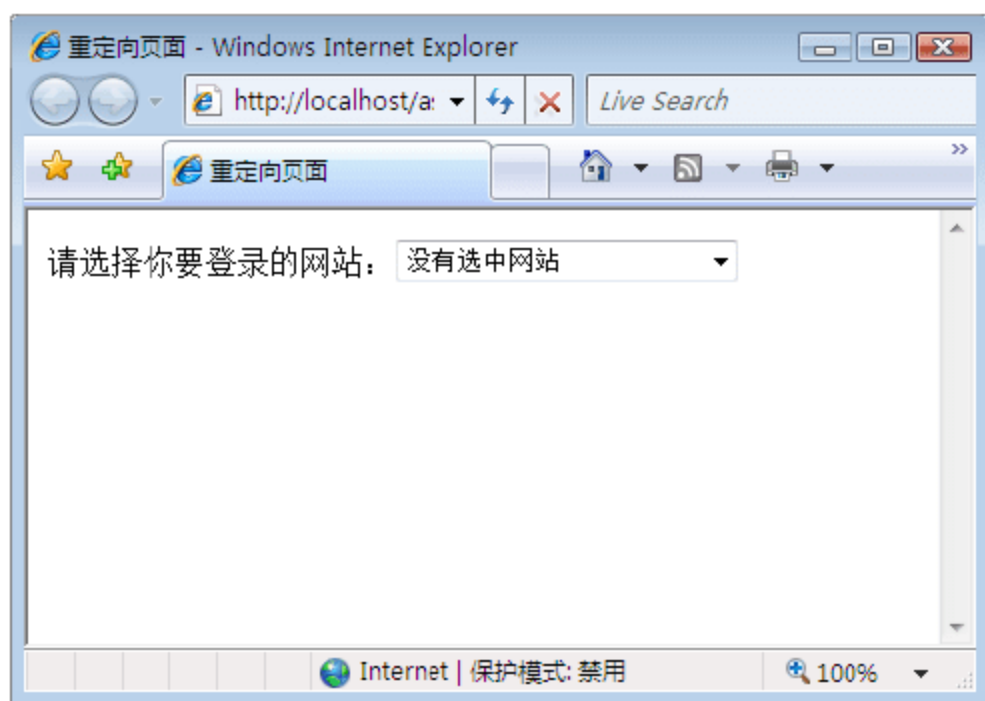 重定向页面 - Windows Internet Explorer
http://localhost/a
Live Search
重定向页面
请选择你要登录的网站：
没有选中网站
Internet | 保护模式: 禁用
100%